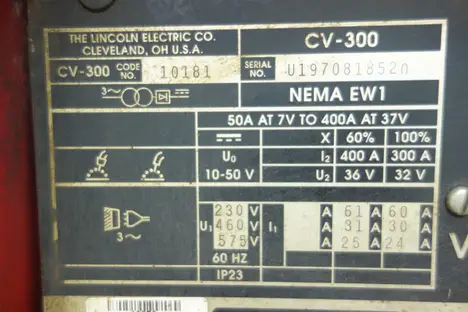 THE LINCOLN ELECTRIC CO.
CLEVELAND, OH U.S.A.
CV-300
CV-300 CODE NO. 10181
SERIAL NO. U1970818520
3~
NEMA EW1
50A AT 7V TO 400A AT 37V
X 60% 100%
U0 I2 400 A 300 A
10-50 V U2 36 V 32 V
3~
U1 230 V I1 A 61 A 60 A
460 V A 31 A 30 A
575 V A 25 A 24 A
60 HZ
IP23
V